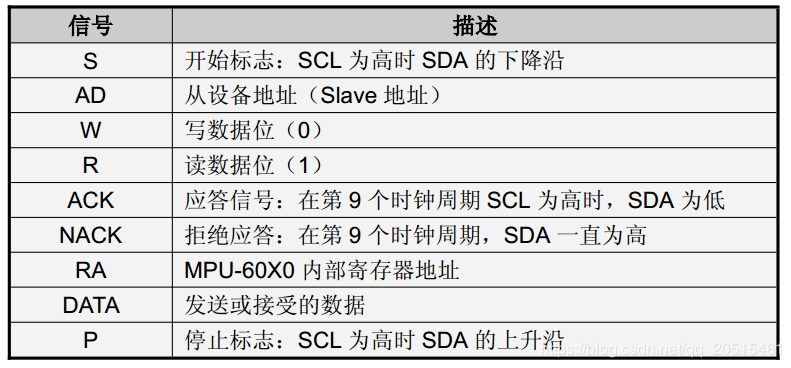 信号 描述
S 开始标志：SCL 为高时 SDA 的下降沿
AD 从设备地址（Slave 地址）
W 写数据位（0）
R 读数据位（1）
ACK 应答信号：在第 9 个时钟周期 SCL 为高时，SDA 为低
NACK 拒绝应答：在第 9 个时钟周期，SDA 一直为高
RA MPU-60X0 内部寄存器地址
DATA 发送或接受的数据
P 停止标志：SCL 为高时 SDA 的上升沿
https://blog.csdn.net/qq_20515461